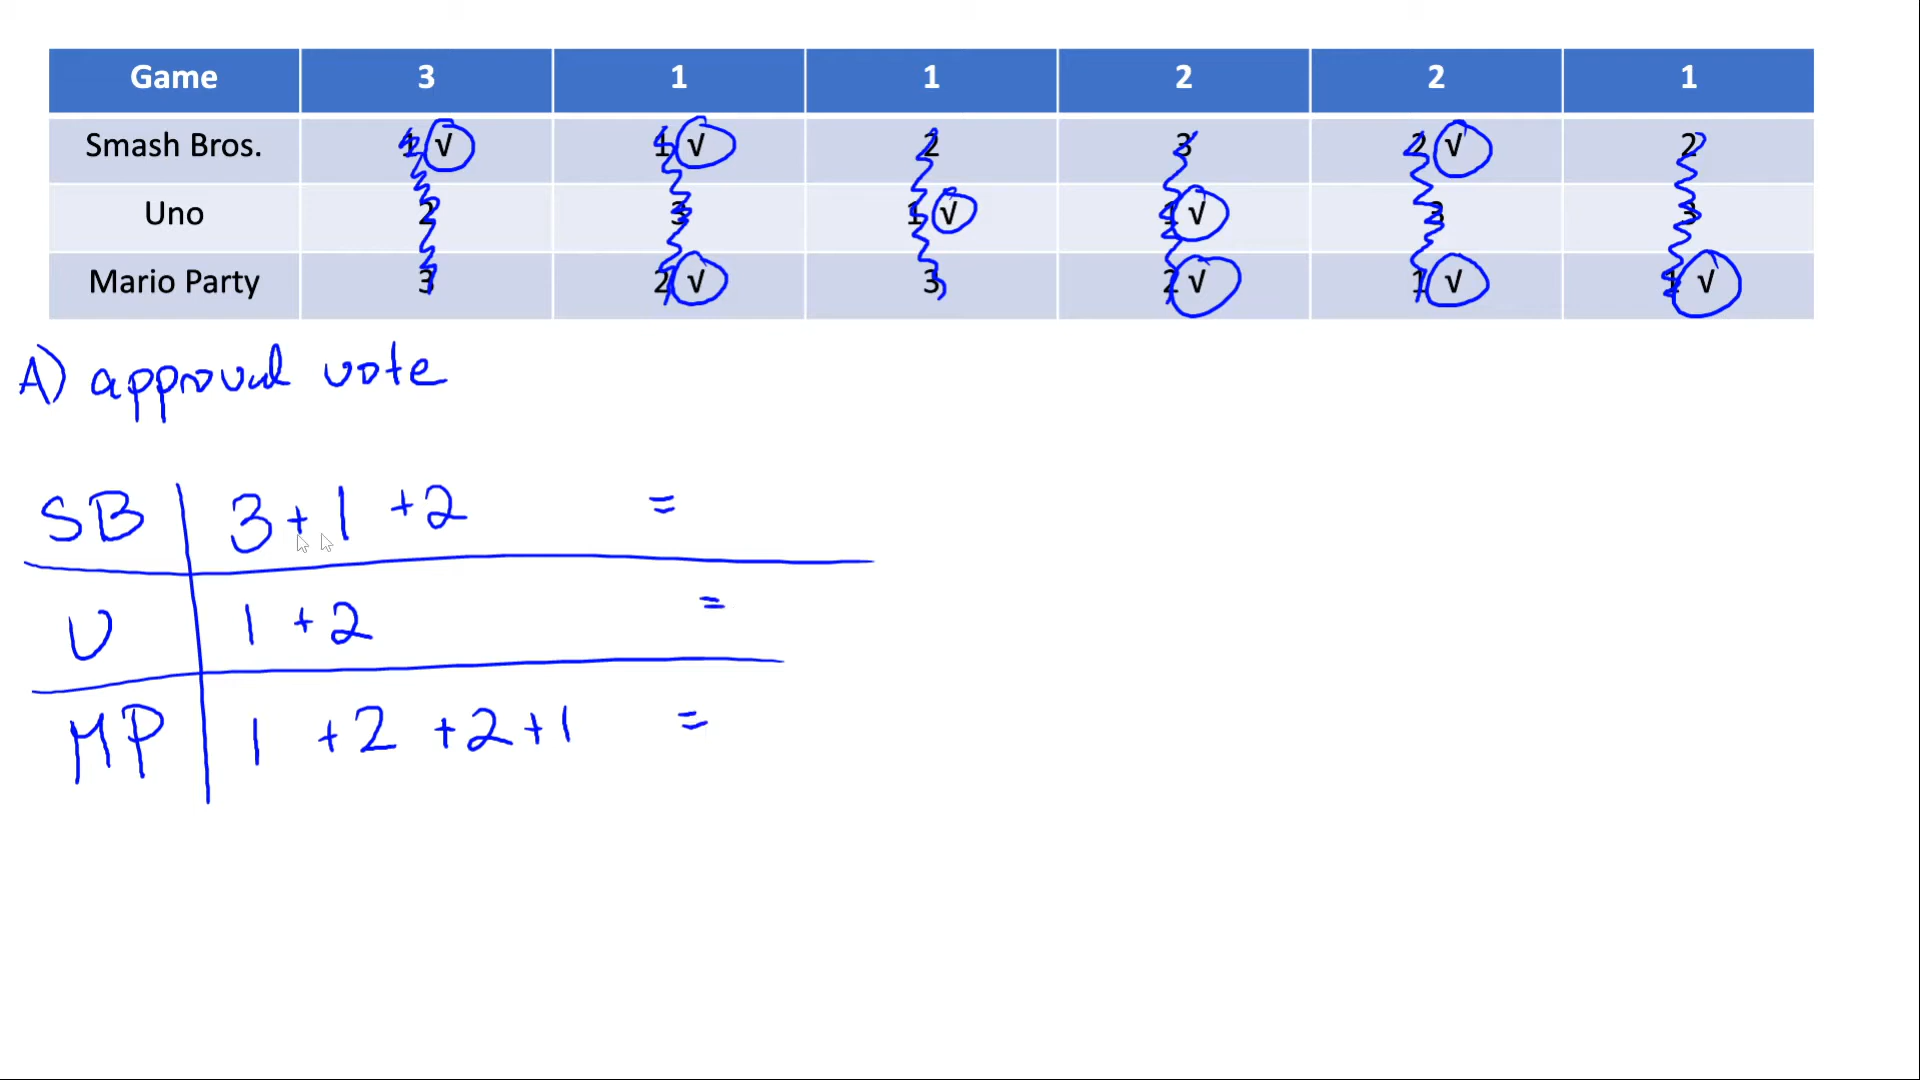 Game 3 1 1 2 2 1
Smash Bros. 1 √ 1 √ 2 3 2 √ 2
Uno 2 3 1 √ 1 √ 3 3
Mario Party 3 2 √ 3 2 √ 1 √ 1 √
A) approval vote
SB 3 + 1 + 2 =
U 1 + 2 =
MP 1 + 2 + 2 + 1 =